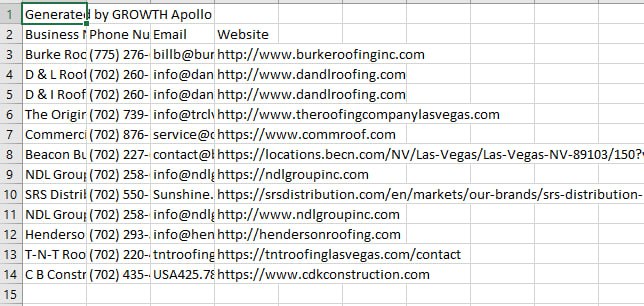 1 Generated by GROWTH Apollo
2 Business N Phone Nu Email Website
3 Burke Roo (775) 276- billb@bur http://www.burkeroofinginc.com
4 D & L Roof (702) 260- info@dan http://www.dandlroofing.com
5 D & I Roof (702) 260- info@dan http://www.dandlroofing.com
6 The Origin (702) 739- info@trclv http://www.theroofingcompanylasvegas.com
7 Commerci (702) 876- service@c https://www.commroof.com
8 Beacon Bu (702) 227- contact@b https://locations.becn.com/NV/Las-Vegas/Las-Vegas-NV-89103/150?
9 NDL Group (702) 258- info@ndlg https://ndlgroupinc.com
10 SRS Distrib (702) 550- Sunshine. https://srsdistribution.com/en/markets/our-brands/srs-distribution-
11 NDL Group (702) 258- info@ndlg https://www.ndlgroupinc.com
12 Henderso (702) 293- info@hen http://hendersonroofing.com
13 T-N-T Roo (702) 220- tntroofing https://tntroofinglasvegas.com/contact
14 C B Constr (702) 435- USA425.78 https://www.cdkconstruction.com
15